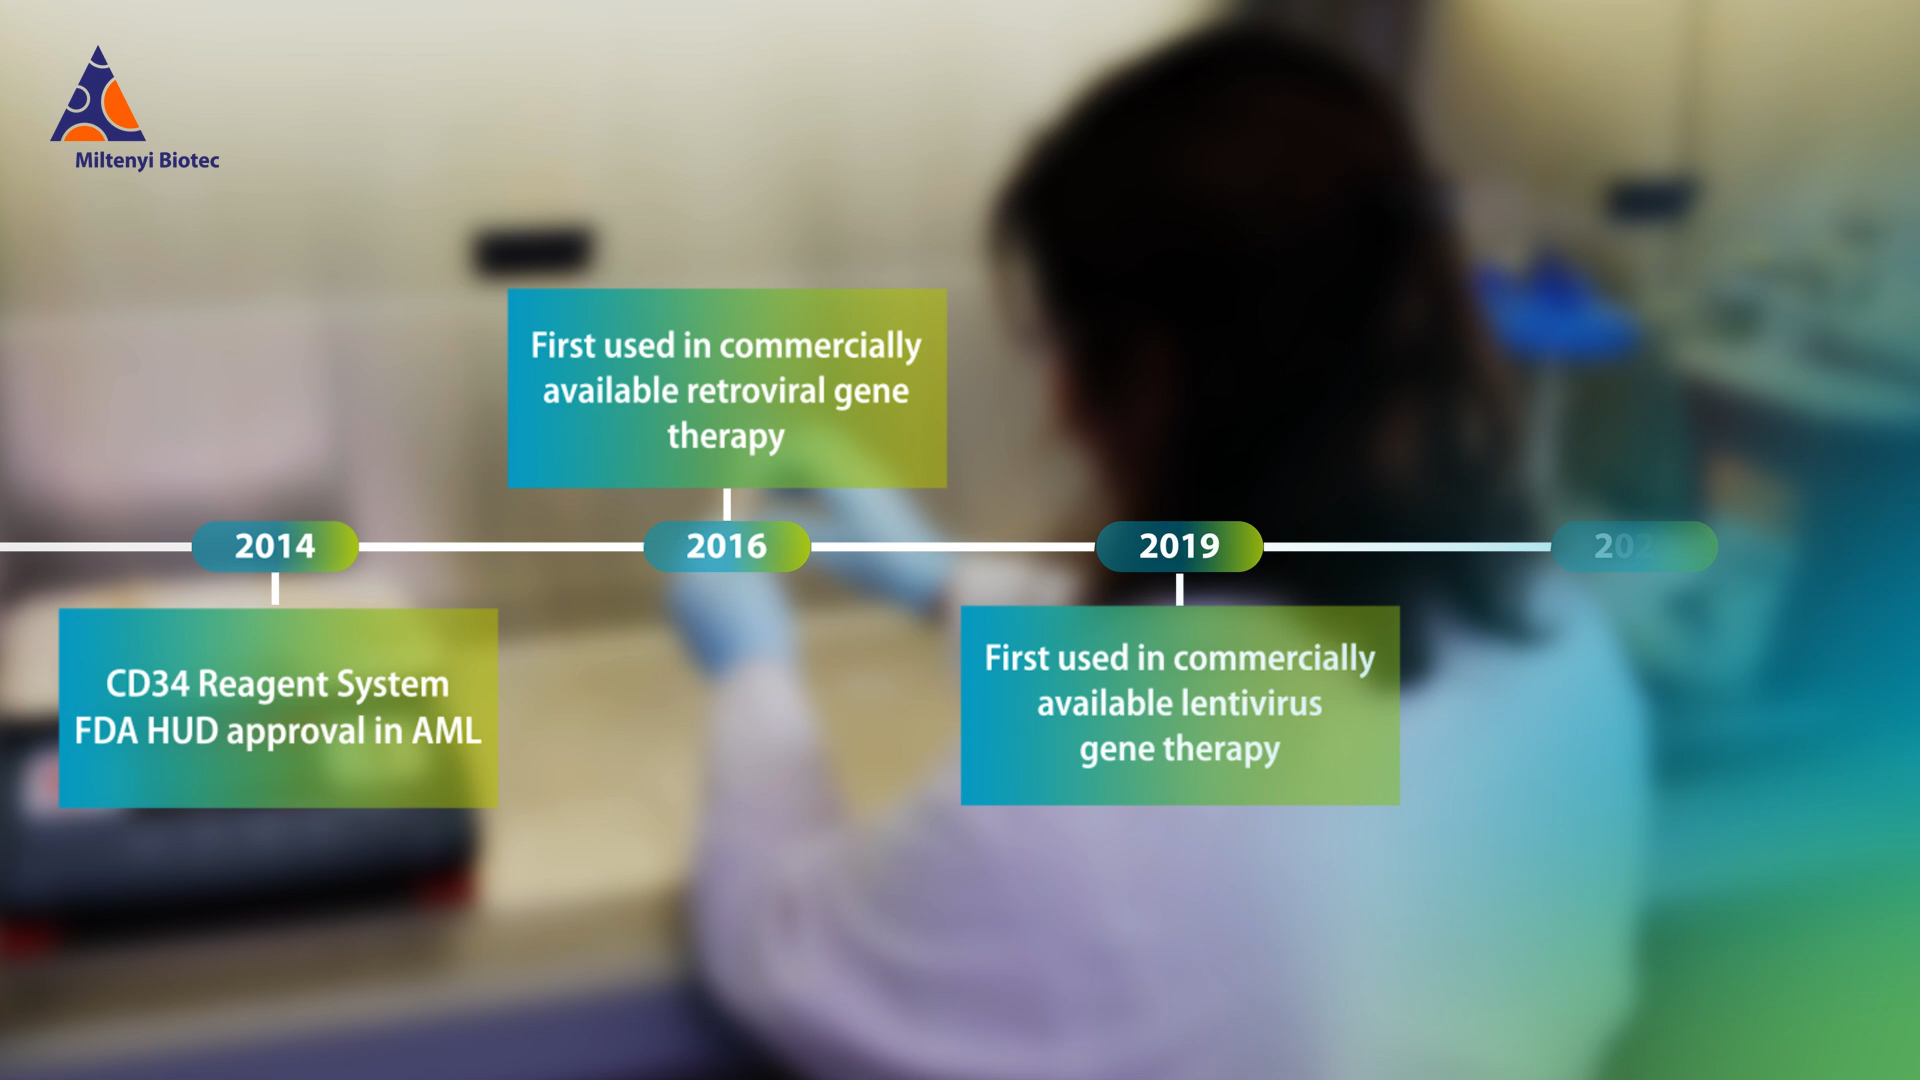 Miltenyi Biotec
First used in commercially
available retroviral gene
therapy
2014
2016
2019
CD34 Reagent System
FDA HUD approval in AML
First used in commercially
available lentivirus
gene therapy